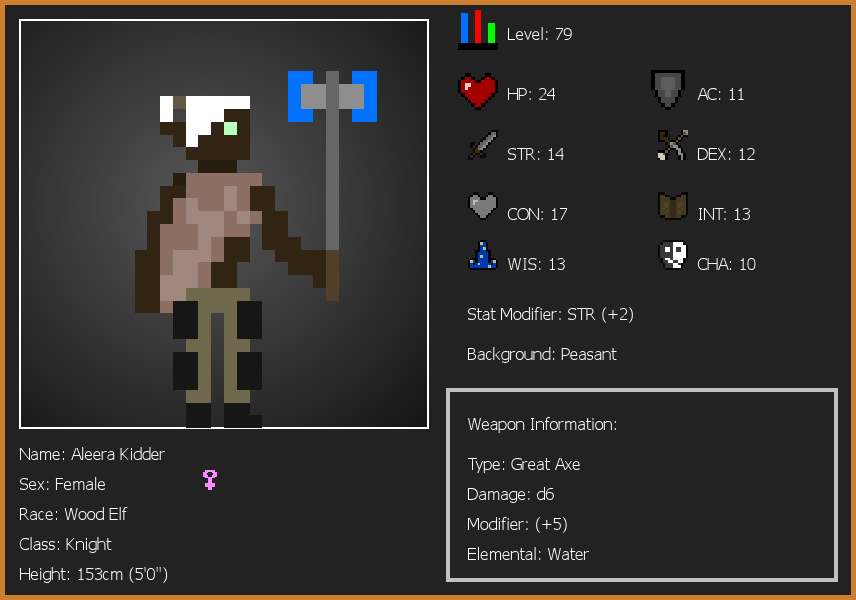 Level: 79
HP: 24
AC: 11
STR: 14
DEX: 12
CON: 17
INT: 13
WIS: 13
CHA: 10
Stat Modifier: STR (+2)
Background: Peasant
Weapon Information:
Type: Great Axe
Damage: d6
Modifier: (+5)
Elemental: Water
Name: Aleera Kidder
Sex: Female
Race: Wood Elf
Class: Knight
Height: 153cm (5'0")